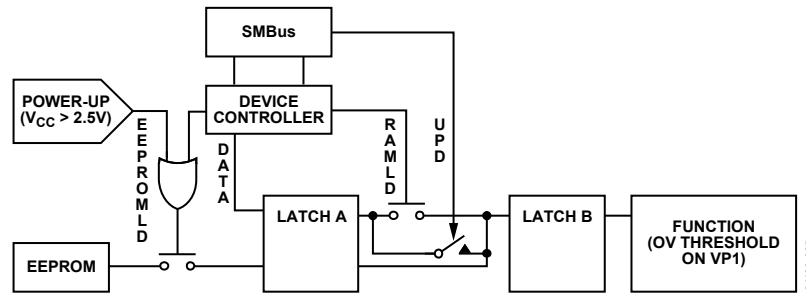 SMBus
POWER-UP
(VCC > 2.5V)
DEVICE
CONTROLLER
EEPROMLD
DATA
RAMLD
UPD
LATCH A
LATCH B
FUNCTION
(OV THRESHOLD
ON VP1)
EEPROM